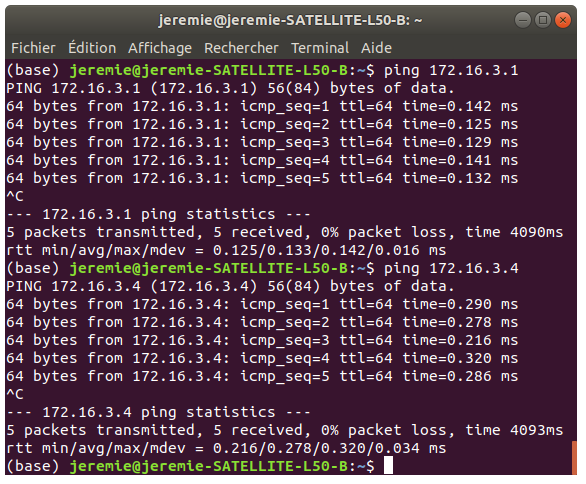 jeremie@jeremie-SATELLITE-L50-B: ~
Fichier Édition Affichage Rechercher Terminal Aide
(base) jeremie@jeremie-SATELLITE-L50-B:~$ ping 172.16.3.1
PING 172.16.3.1 (172.16.3.1) 56(84) bytes of data.
64 bytes from 172.16.3.1: icmp_seq=1 ttl=64 time=0.142 ms
64 bytes from 172.16.3.1: icmp_seq=2 ttl=64 time=0.125 ms
64 bytes from 172.16.3.1: icmp_seq=3 ttl=64 time=0.129 ms
64 bytes from 172.16.3.1: icmp_seq=4 ttl=64 time=0.141 ms
64 bytes from 172.16.3.1: icmp_seq=5 ttl=64 time=0.132 ms
^C
--- 172.16.3.1 ping statistics ---
5 packets transmitted, 5 received, 0% packet loss, time 4090ms
rtt min/avg/max/mdev = 0.125/0.133/0.142/0.016 ms
(base) jeremie@jeremie-SATELLITE-L50-B:~$ ping 172.16.3.4
PING 172.16.3.4 (172.16.3.4) 56(84) bytes of data.
64 bytes from 172.16.3.4: icmp_seq=1 ttl=64 time=0.290 ms
64 bytes from 172.16.3.4: icmp_seq=2 ttl=64 time=0.278 ms
64 bytes from 172.16.3.4: icmp_seq=3 ttl=64 time=0.216 ms
64 bytes from 172.16.3.4: icmp_seq=4 ttl=64 time=0.320 ms
64 bytes from 172.16.3.4: icmp_seq=5 ttl=64 time=0.286 ms
^C
--- 172.16.3.4 ping statistics ---
5 packets transmitted, 5 received, 0% packet loss, time 4093ms
rtt min/avg/max/mdev = 0.216/0.278/0.320/0.034 ms
(base) jeremie@jeremie-SATELLITE-L50-B:~$